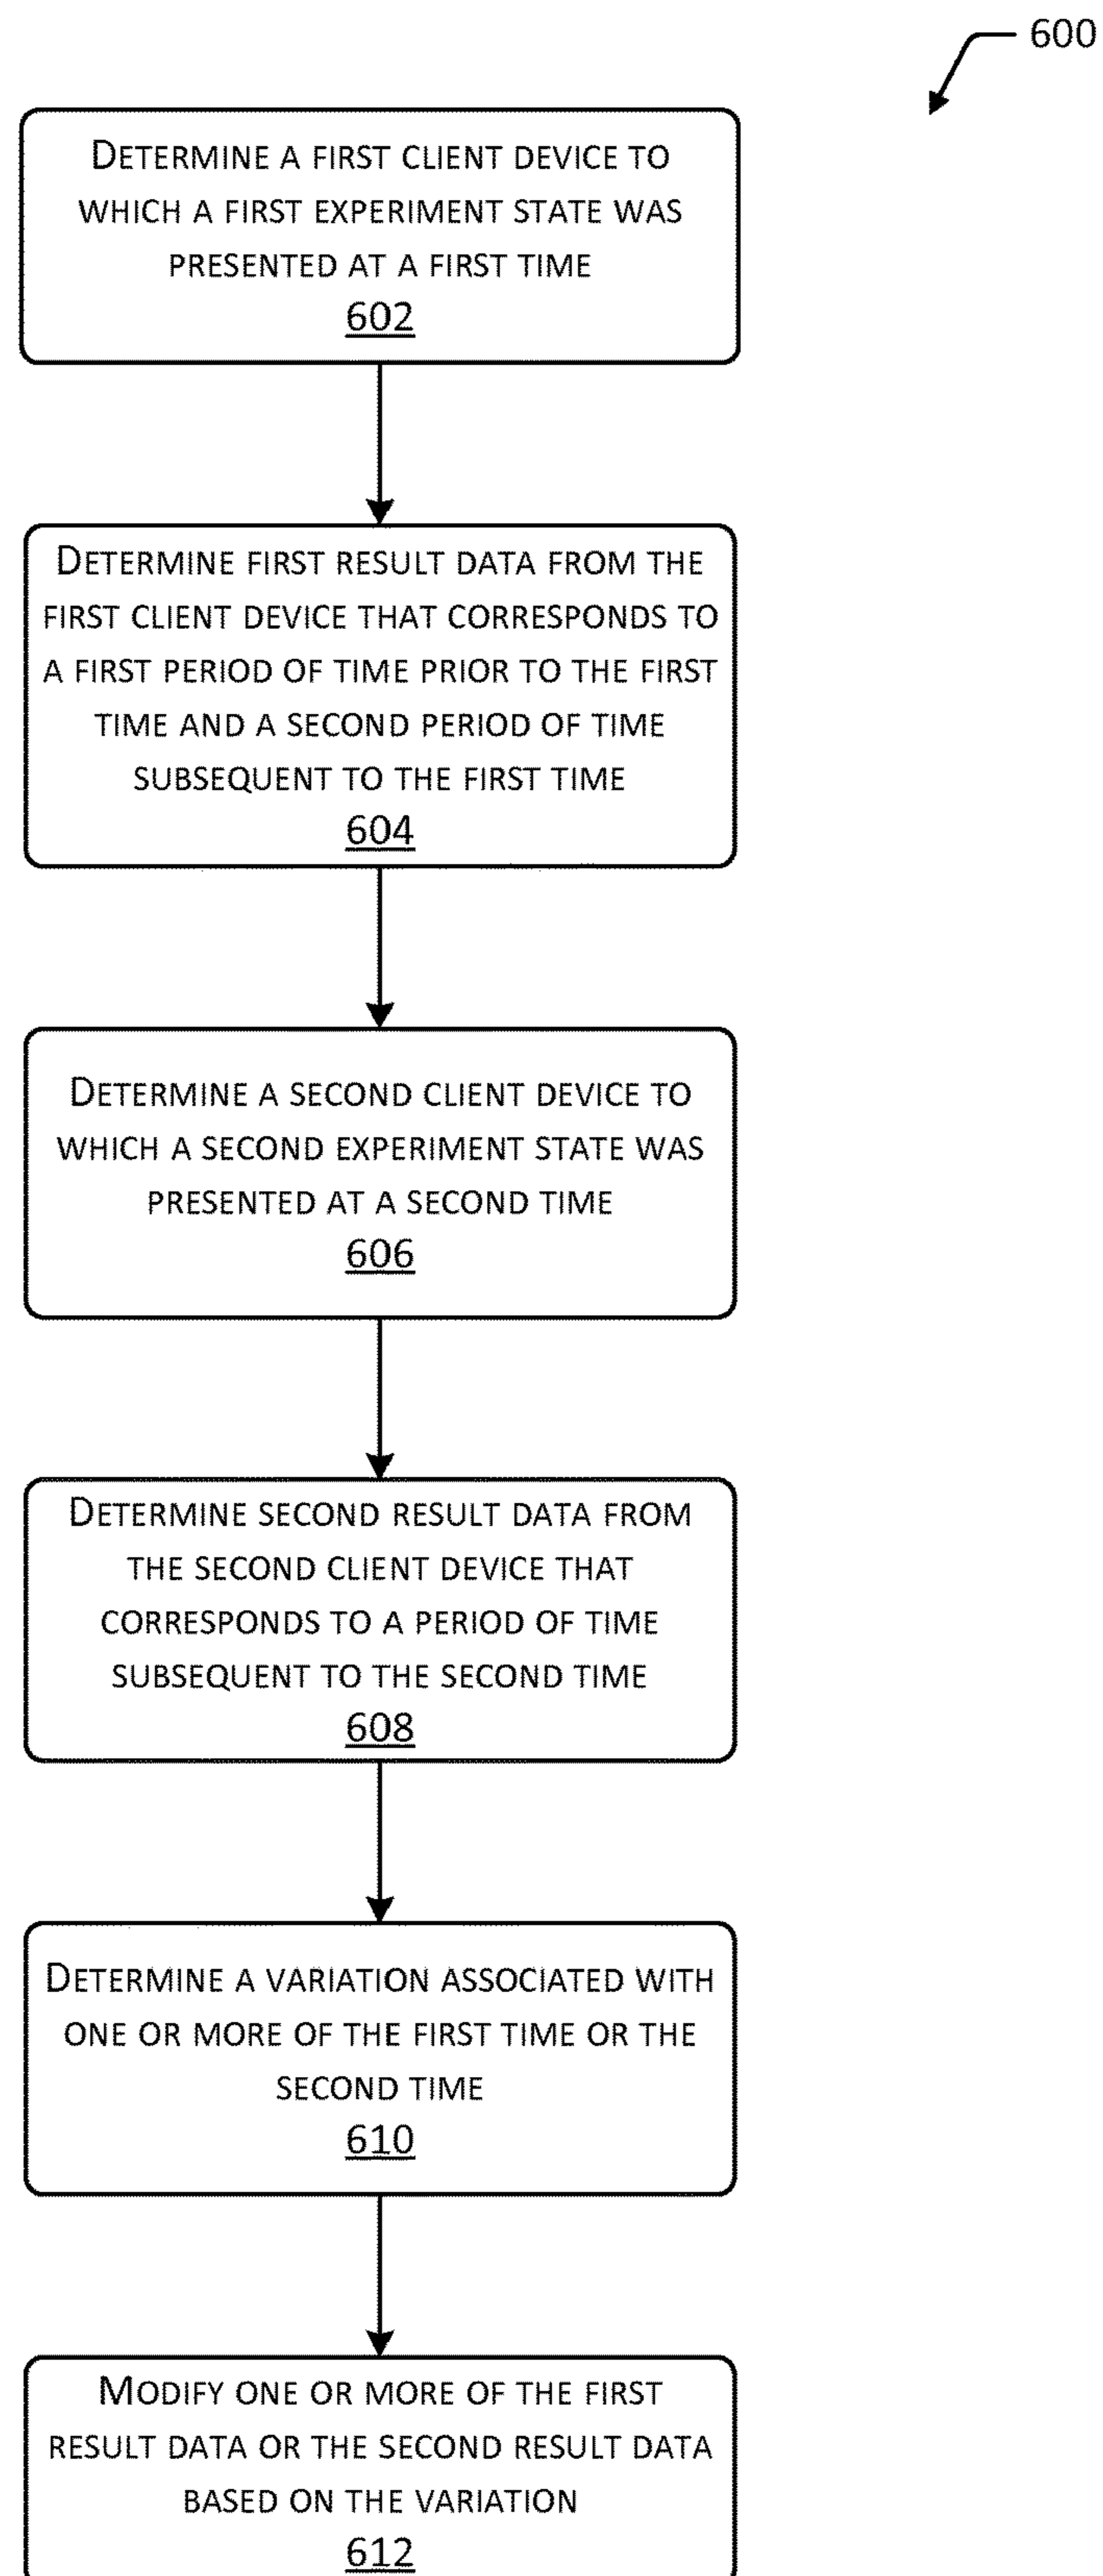 600
DETERMINE A FIRST CLIENT DEVICE TO
WHICH A FIRST EXPERIMENT STATE WAS
PRESENTED AT A FIRST TIME
602
DETERMINE FIRST RESULT DATA FROM THE
FIRST CLIENT DEVICE THAT CORRESPONDS TO
A FIRST PERIOD OF TIME PRIOR TO THE FIRST
TIME AND A SECOND PERIOD OF TIME
SUBSEQUENT TO THE FIRST TIME
604
DETERMINE A SECOND CLIENT DEVICE TO
WHICH A SECOND EXPERIMENT STATE WAS
PRESENTED AT A SECOND TIME
606
DETERMINE SECOND RESULT DATA FROM
THE SECOND CLIENT DEVICE THAT
CORRESPONDS TO A PERIOD OF TIME
SUBSEQUENT TO THE SECOND TIME
608
DETERMINE A VARIATION ASSOCIATED WITH
ONE OR MORE OF THE FIRST TIME OR THE
SECOND TIME
610
MODIFY ONE OR MORE OF THE FIRST
RESULT DATA OR THE SECOND RESULT DATA
BASED ON THE VARIATION
612